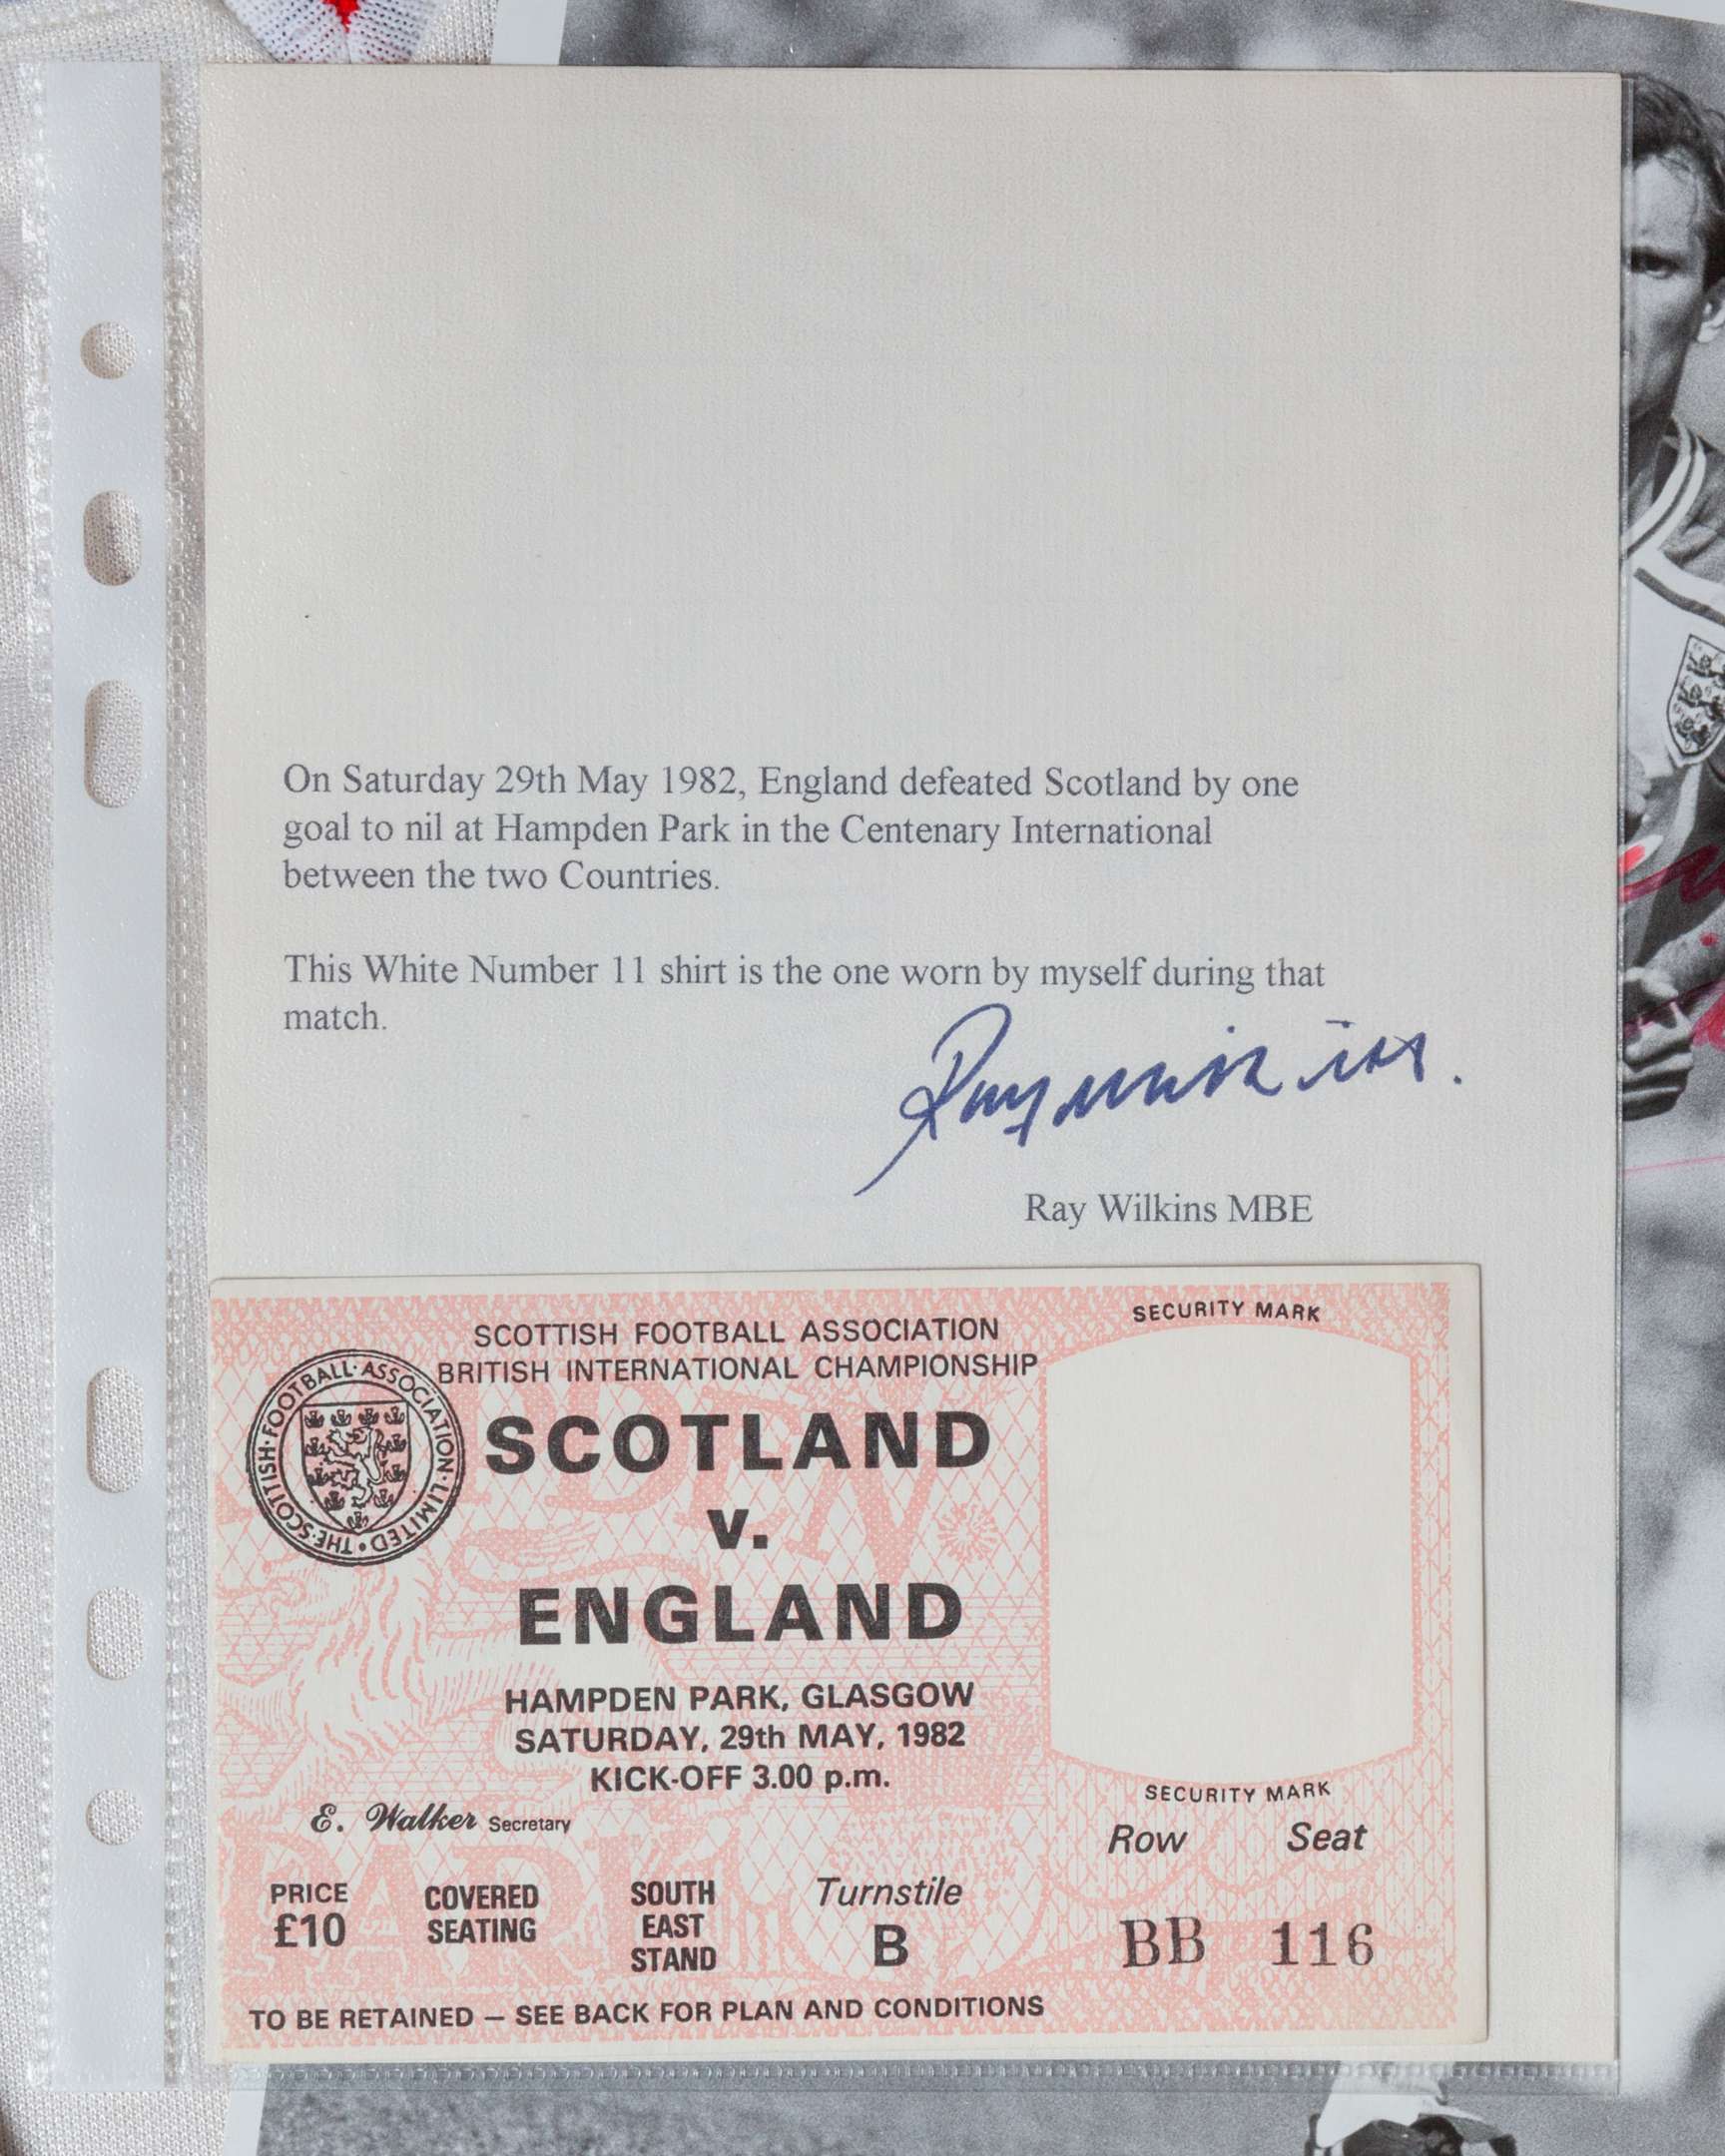 On Saturday 29th May 1982, England defeated Scotland by one
goal to nil at Hampden Park in the Centenary International
between the two Countries.
This White Number 11 shirt is the one worn by myself during that
match.
Ray Wilkins.
Ray Wilkins MBE
SCOTTISH FOOTBALL ASSOCIATION
BRITISH INTERNATIONAL CHAMPIONSHIP
THE·SCOTTISH·FOOTBALL·ASSOCIATION·LIMITED·
SCOTLAND
v.
ENGLAND
HAMPDEN PARK, GLASGOW
SATURDAY, 29th MAY, 1982
KICK-OFF 3.00 p.m.
E. Walker Secretary
PRICE
£10
COVERED
SEATING
SOUTH
EAST
STAND
Turnstile
B
SECURITY MARK
SECURITY MARK
Row Seat
BB 116
TO BE RETAINED — SEE BACK FOR PLAN AND CONDITIONS